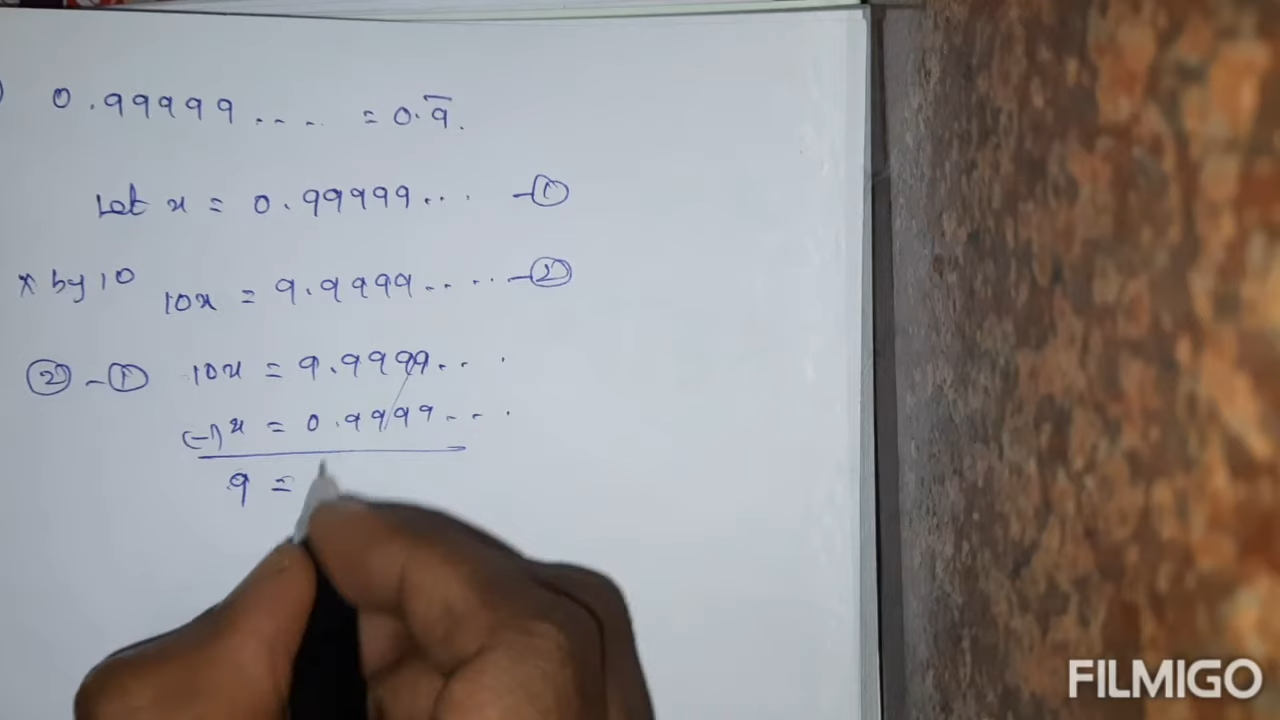 0.99999.... = 0.9̅.
Let x = 0.99999... —①
× by 10 10x = 9.9999..... —②
② - ① 10x = 9.9999....
(-) x = 0.9999....
9 =
FILMIGO